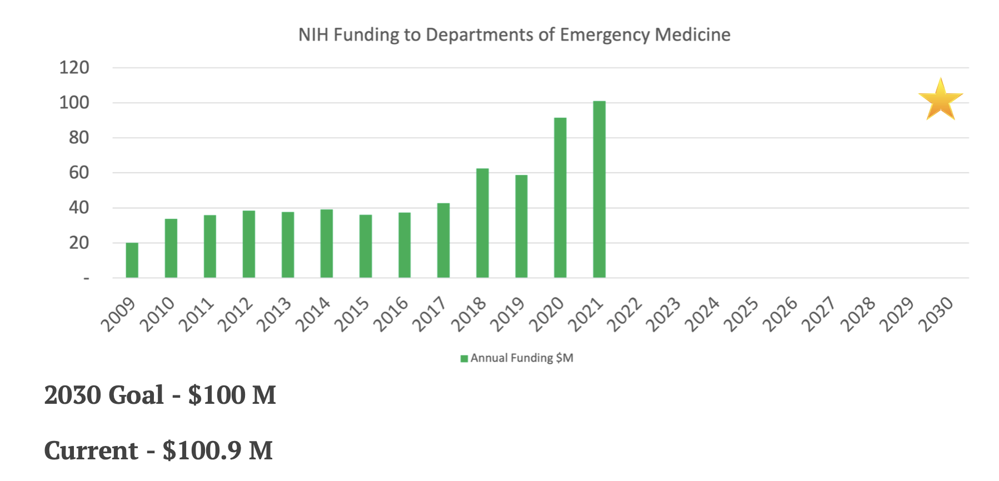 NIH Funding to Departments of Emergency Medicine
120
100
80
60
40
20
-
2009 2010 2011 2012 2013 2014 2015 2016 2017 2018 2019 2020 2021 2022 2023 2024 2025 2026 2027 2028 2029 2030
Annual Funding $M
2030 Goal - $100 M
Current - $100.9 M